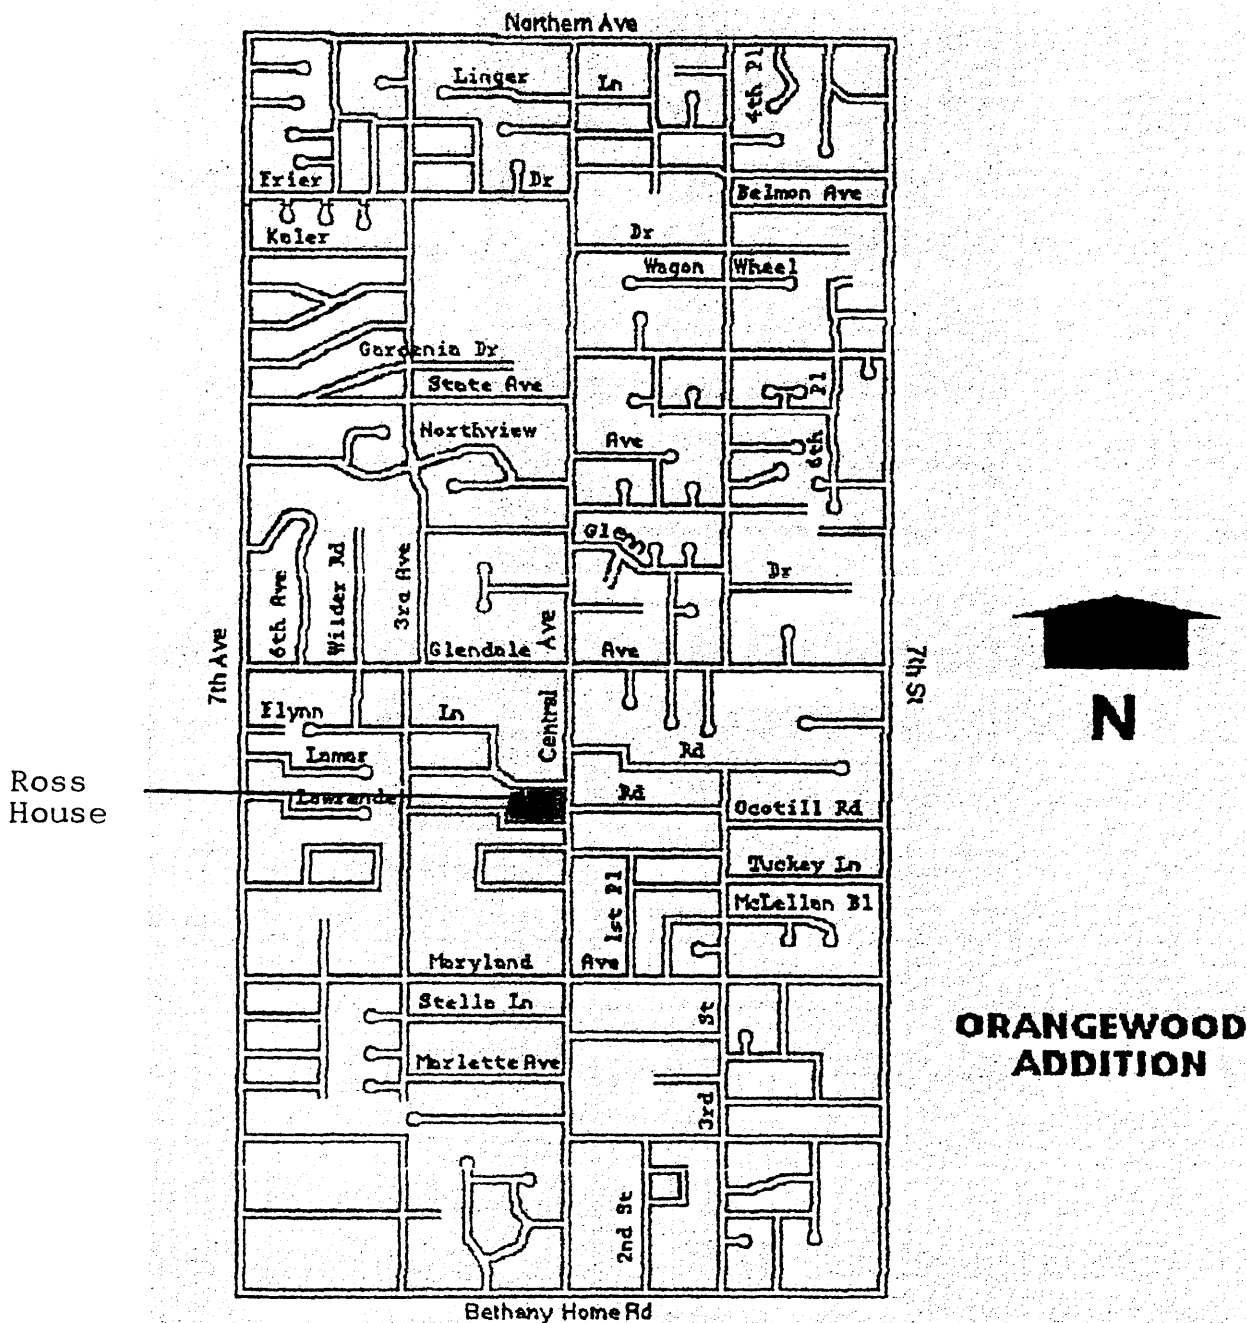 Northern Ave
Linger Ln
4th Pl
Frier Dr
Belmon Ave
Kaler Dr
Wagon Wheel
Gardenia Dr
State Ave
Pl
Northview Ave
6th
Glenn
Dr
6th Ave
Wilder Rd
3rd Ave
Ave
Glendale Ave
7th Ave
7th St
N
Flynn Ln
Central
Lamar Rd
Ross
House
Lawrende Rd
Ocotill Rd
Tuckey Ln
1st Pl
McLellan Bl
Maryland Ave
Stella Ln
St
ORANGEWOOD
ADDITION
Marlette Ave
3rd
2nd St
Bethany Home Rd